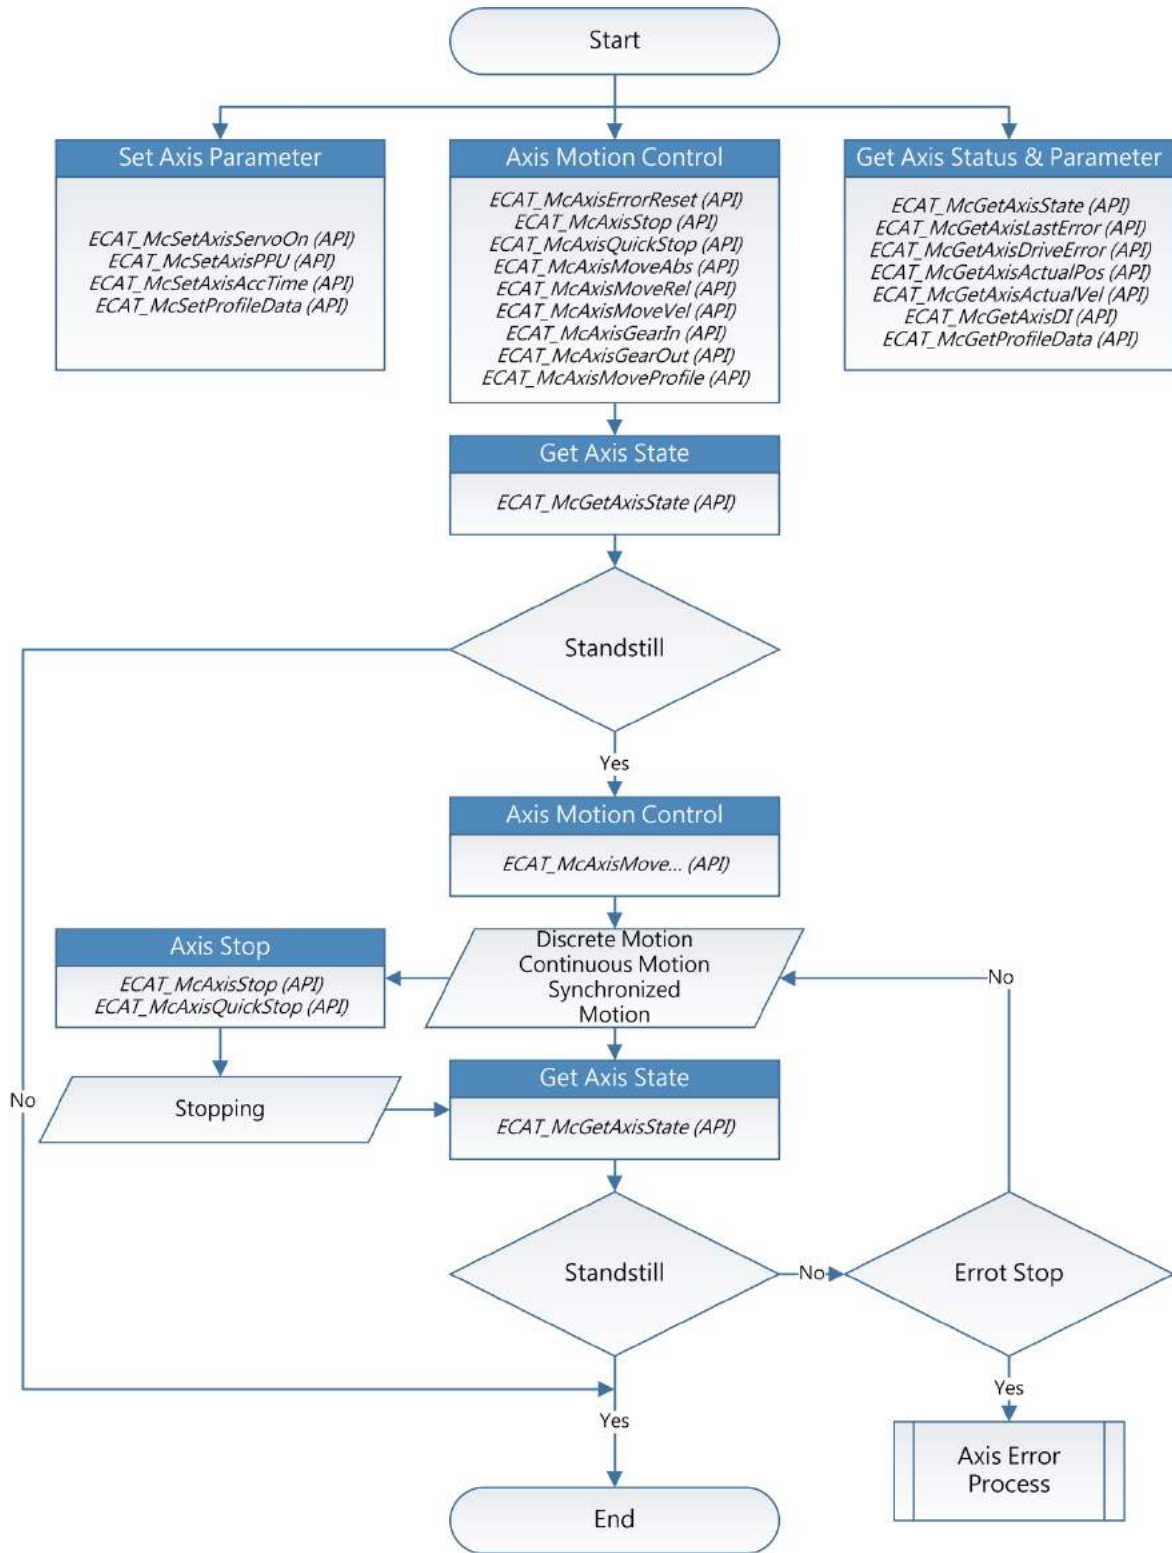 Start
Set Axis Parameter
ECAT_McSetAxisServoOn (API)
ECAT_McSetAxisPPU (API)
ECAT_McSetAxisAccTime (API)
ECAT_McSetProfileData (API)
Axis Motion Control
ECAT_McAxisErrorReset (API)
ECAT_McAxisStop (API)
ECAT_McAxisQuickStop (API)
ECAT_McAxisMoveAbs (API)
ECAT_McAxisMoveRel (API)
ECAT_McAxisMoveVel (API)
ECAT_McAxisGearIn (API)
ECAT_McAxisGearOut (API)
ECAT_McAxisMoveProfile (API)
Get Axis Status & Parameter
ECAT_McGetAxisState (API)
ECAT_McGetAxisLastError (API)
ECAT_McGetAxisDriveError (API)
ECAT_McGetAxisActualPos (API)
ECAT_McGetAxisActualVel (API)
ECAT_McGetAxisDI (API)
ECAT_McGetProfileData (API)
Get Axis State
ECAT_McGetAxisState (API)
Standstill
Yes
Axis Motion Control
ECAT_McAxisMove... (API)
Axis Stop
ECAT_McAxisStop (API)
ECAT_McAxisQuickStop (API)
Discrete Motion
Continuous Motion
Synchronized
Motion
No
No
Stopping
Get Axis State
ECAT_McGetAxisState (API)
Standstill
No
Errot Stop
Yes
Yes
Axis Error
Process
End